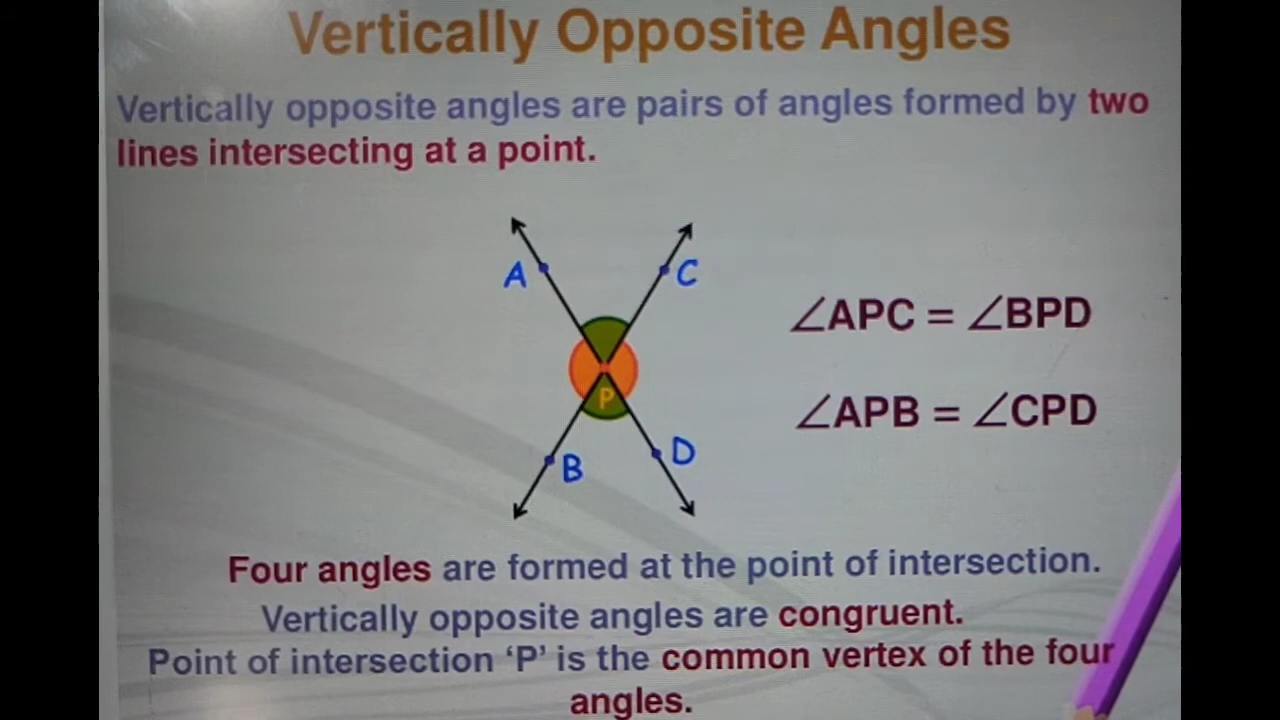 Vertically Opposite Angles
Vertically opposite angles are pairs of angles formed by two
lines intersecting at a point.
A
C
∠APC = ∠BPD
P
∠APB = ∠CPD
B
D
Four angles are formed at the point of intersection.
Vertically opposite angles are congruent.
Point of intersection ‘P’ is the common vertex of the four
angles.